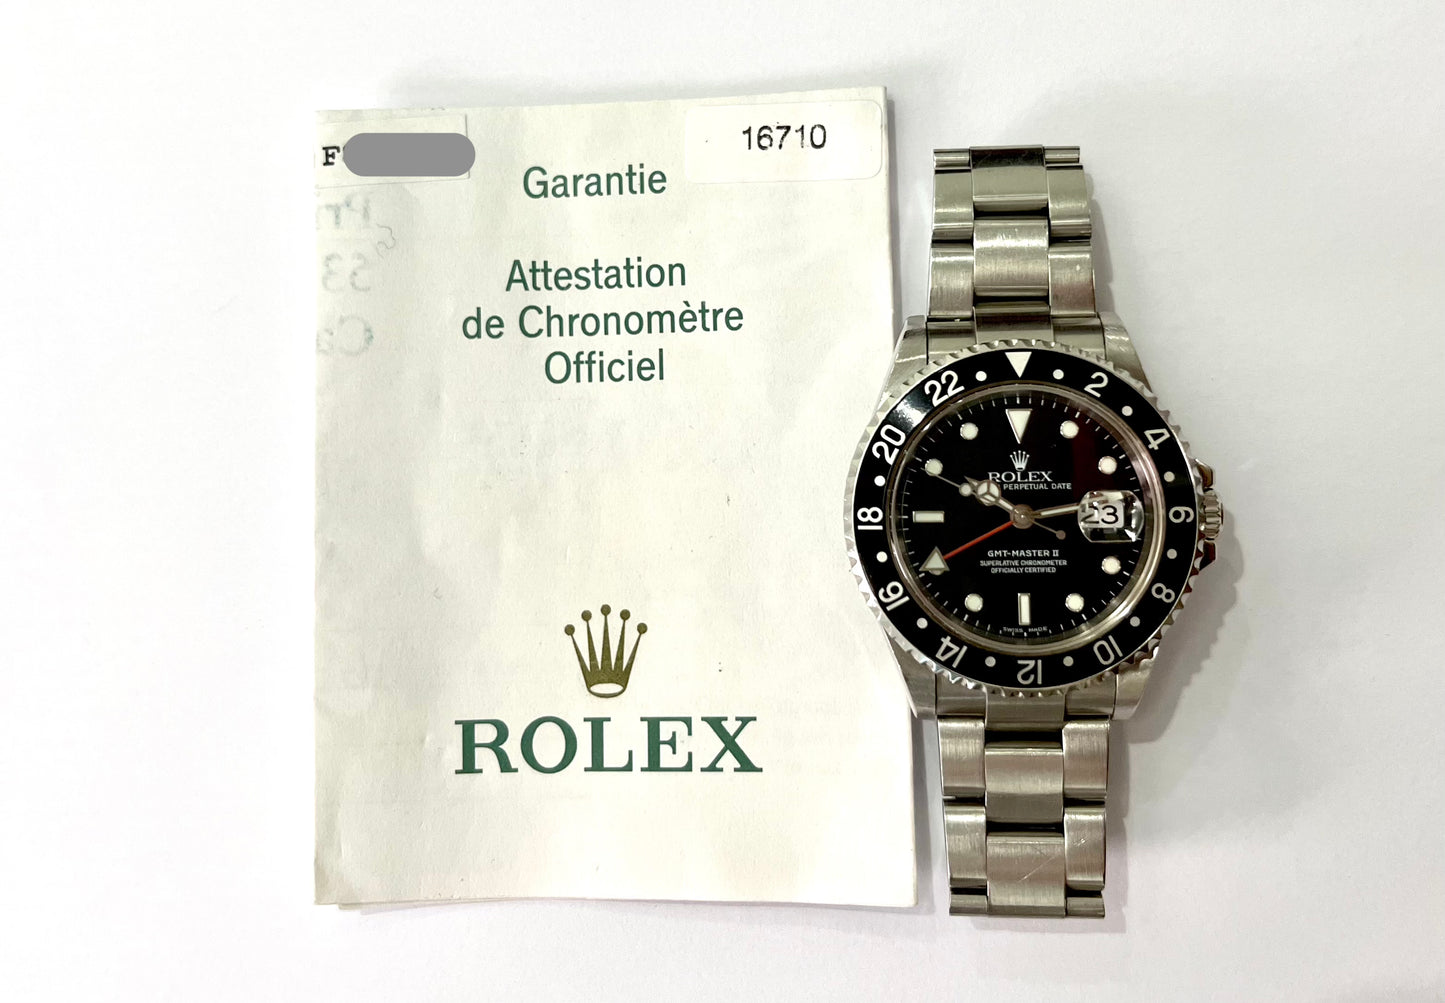 F
16710
Garantie
Attestation
de Chronomètre
Officiel
ROLEX
22
2
4
6
8
10
12
14
16
18
20
ROLEX
PERPETUAL DATE
23
GMT-MASTER II
SUPERLATIVE CHRONOMETER
OFFICIALLY CERTIFIED
SWISS MADE